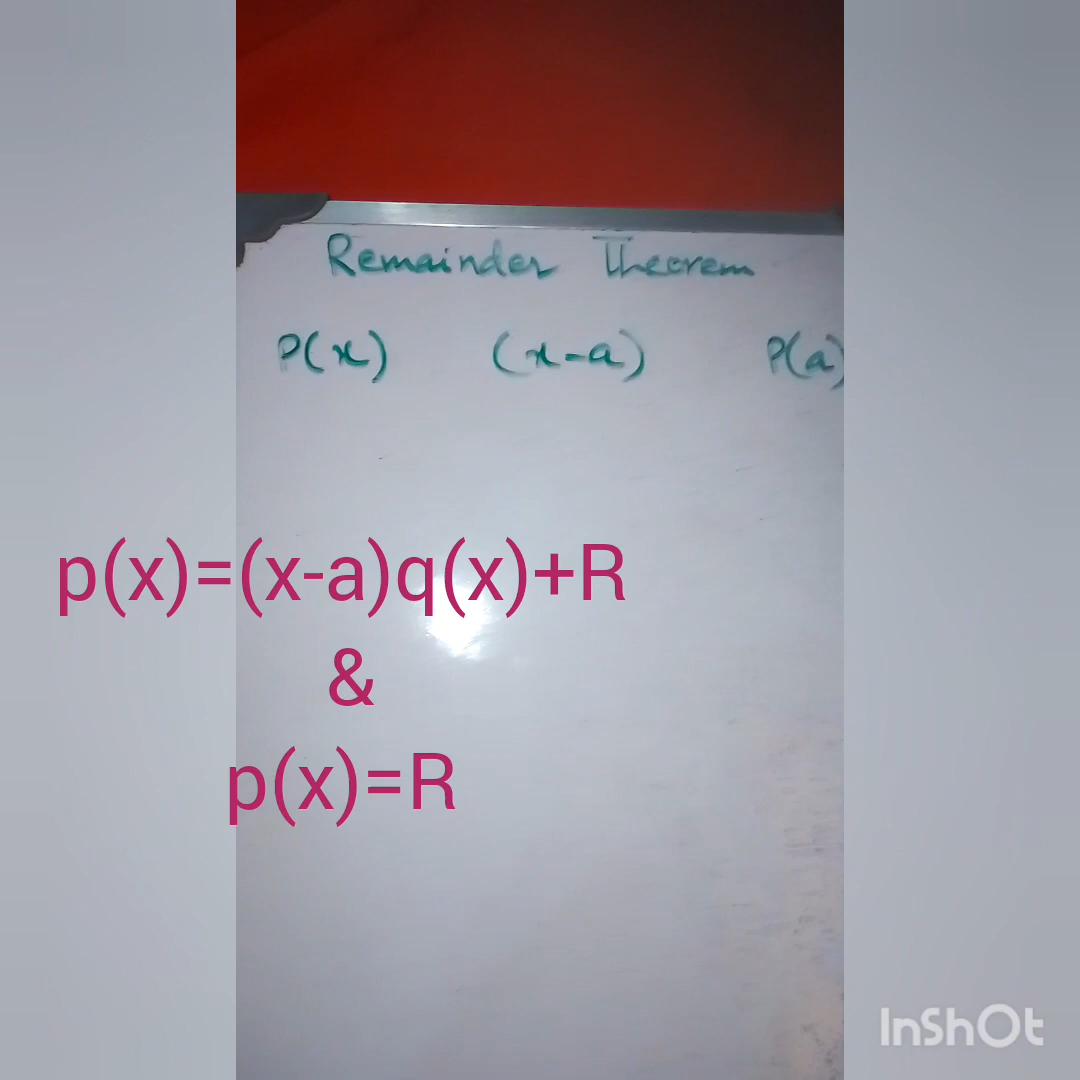 Remainder Theorem
P(x) (x-a) P(a)
p(x)=(x-a)q(x)+R
&
p(x)=R
InShOt